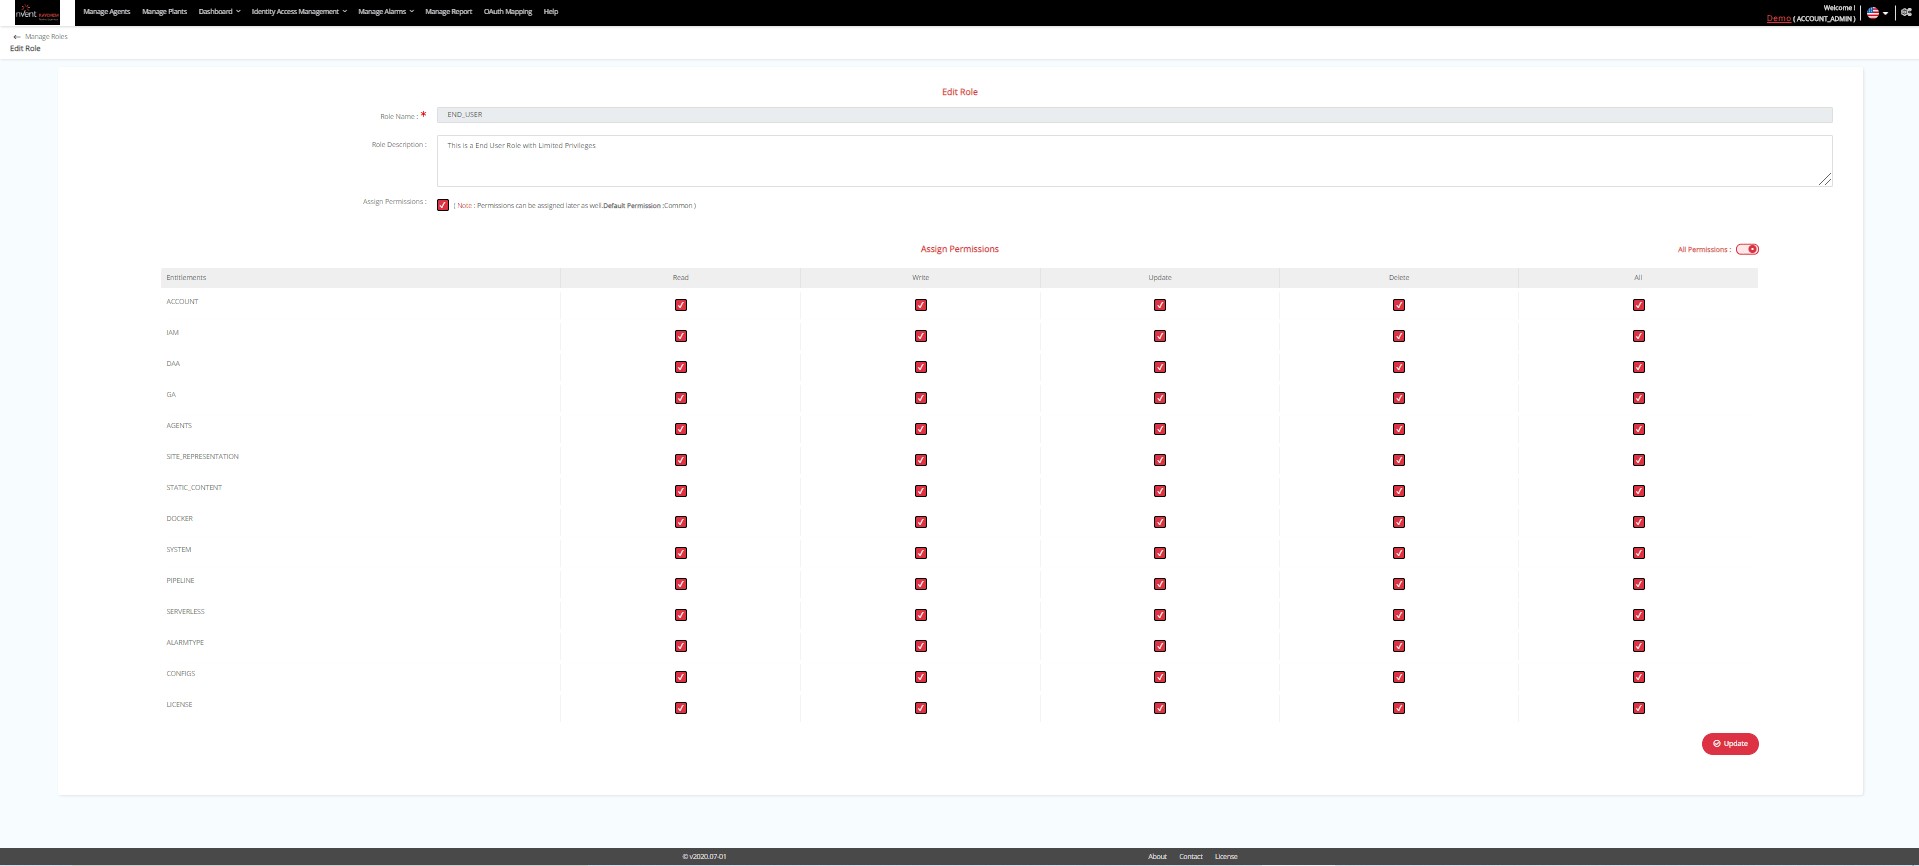 nVent
Manage Agents Manage Plants Dashboard Identity Access Management Manage Alarms Manage Report OAuth Mapping Help
Welcome !
Demo ( ACCOUNT_ADMIN )
← Manage Roles
Edit Role
Edit Role
Role Name : * END_USER
Role Description : This is a End User Role with Limited Privileges
Assign Permissions : ( Note : Permissions can be assigned later as well.Default Permission :Common )
Assign Permissions All Permissions :
Entitlements Read Write Update Delete All
ACCOUNT
IAM
DAA
GA
AGENTS
SITE_REPRESENTATION
STATIC_CONTENT
DOCKER
SYSTEM
PIPELINE
SERVERLESS
ALARMTYPE
CONFIGS
LICENSE
Update
© v2020.07-01 About Contact License